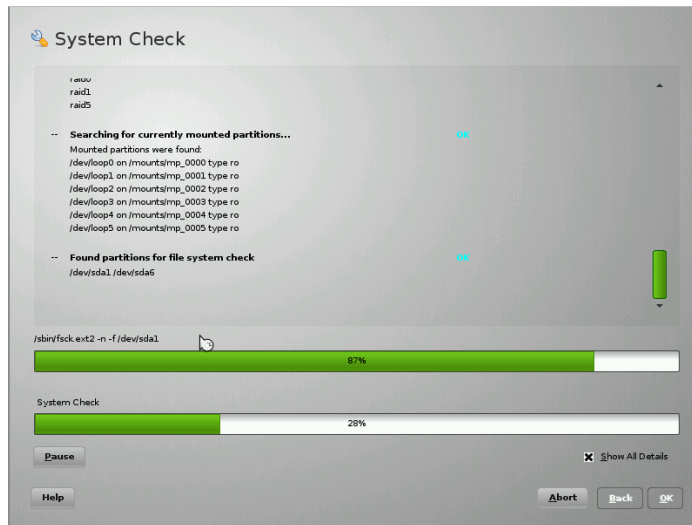 System Check
raid0
raid1
raid5
-- Searching for currently mounted partitions... OK
Mounted partitions were found:
/dev/loop0 on /mounts/mp_0000 type ro
/dev/loop1 on /mounts/mp_0001 type ro
/dev/loop2 on /mounts/mp_0002 type ro
/dev/loop3 on /mounts/mp_0003 type ro
/dev/loop4 on /mounts/mp_0004 type ro
/dev/loop5 on /mounts/mp_0005 type ro
-- Found partitions for file system check OK
/dev/sda1 /dev/sda6
/sbin/fsck.ext2 -n -f /dev/sda1
87%
System Check
28%
Pause
Show All Details
Help
Abort
Back
OK